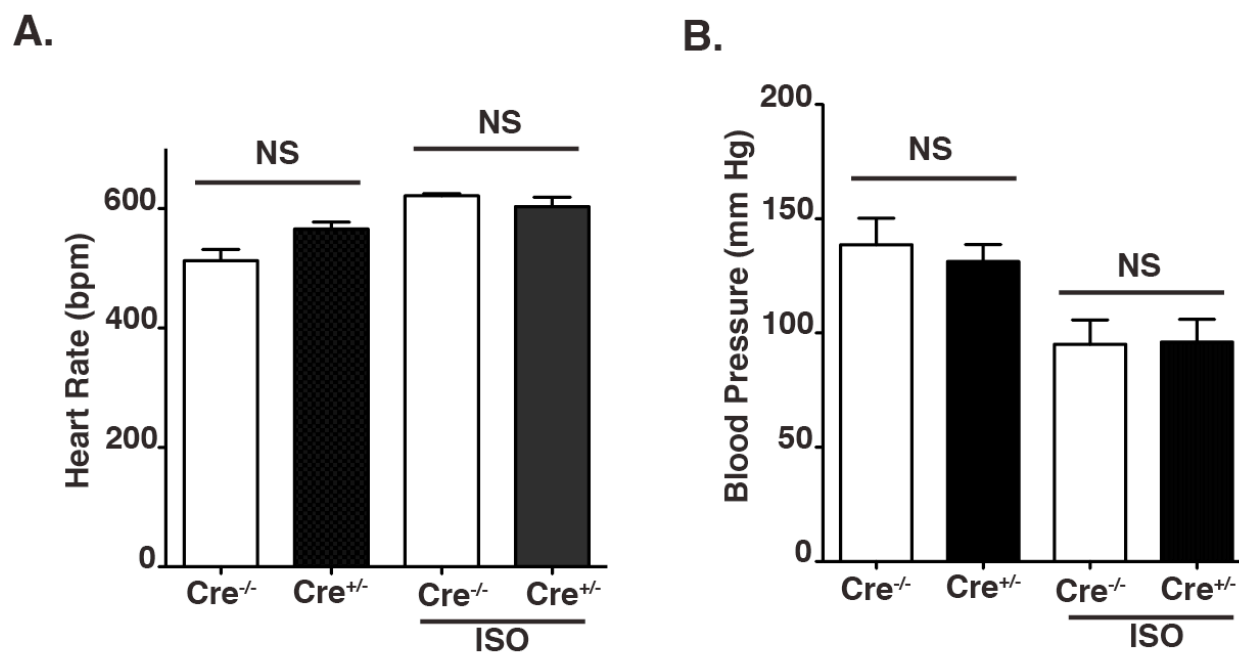 A.
NS
NS
600
400
200
0
Heart Rate (bpm)
Cre-/-
Cre+/-
Cre-/-
Cre+/-
ISO
B.
200
150
100
50
0
Blood Pressure (mm Hg)
NS
NS
Cre-/-
Cre+/-
Cre-/-
Cre+/-
ISO